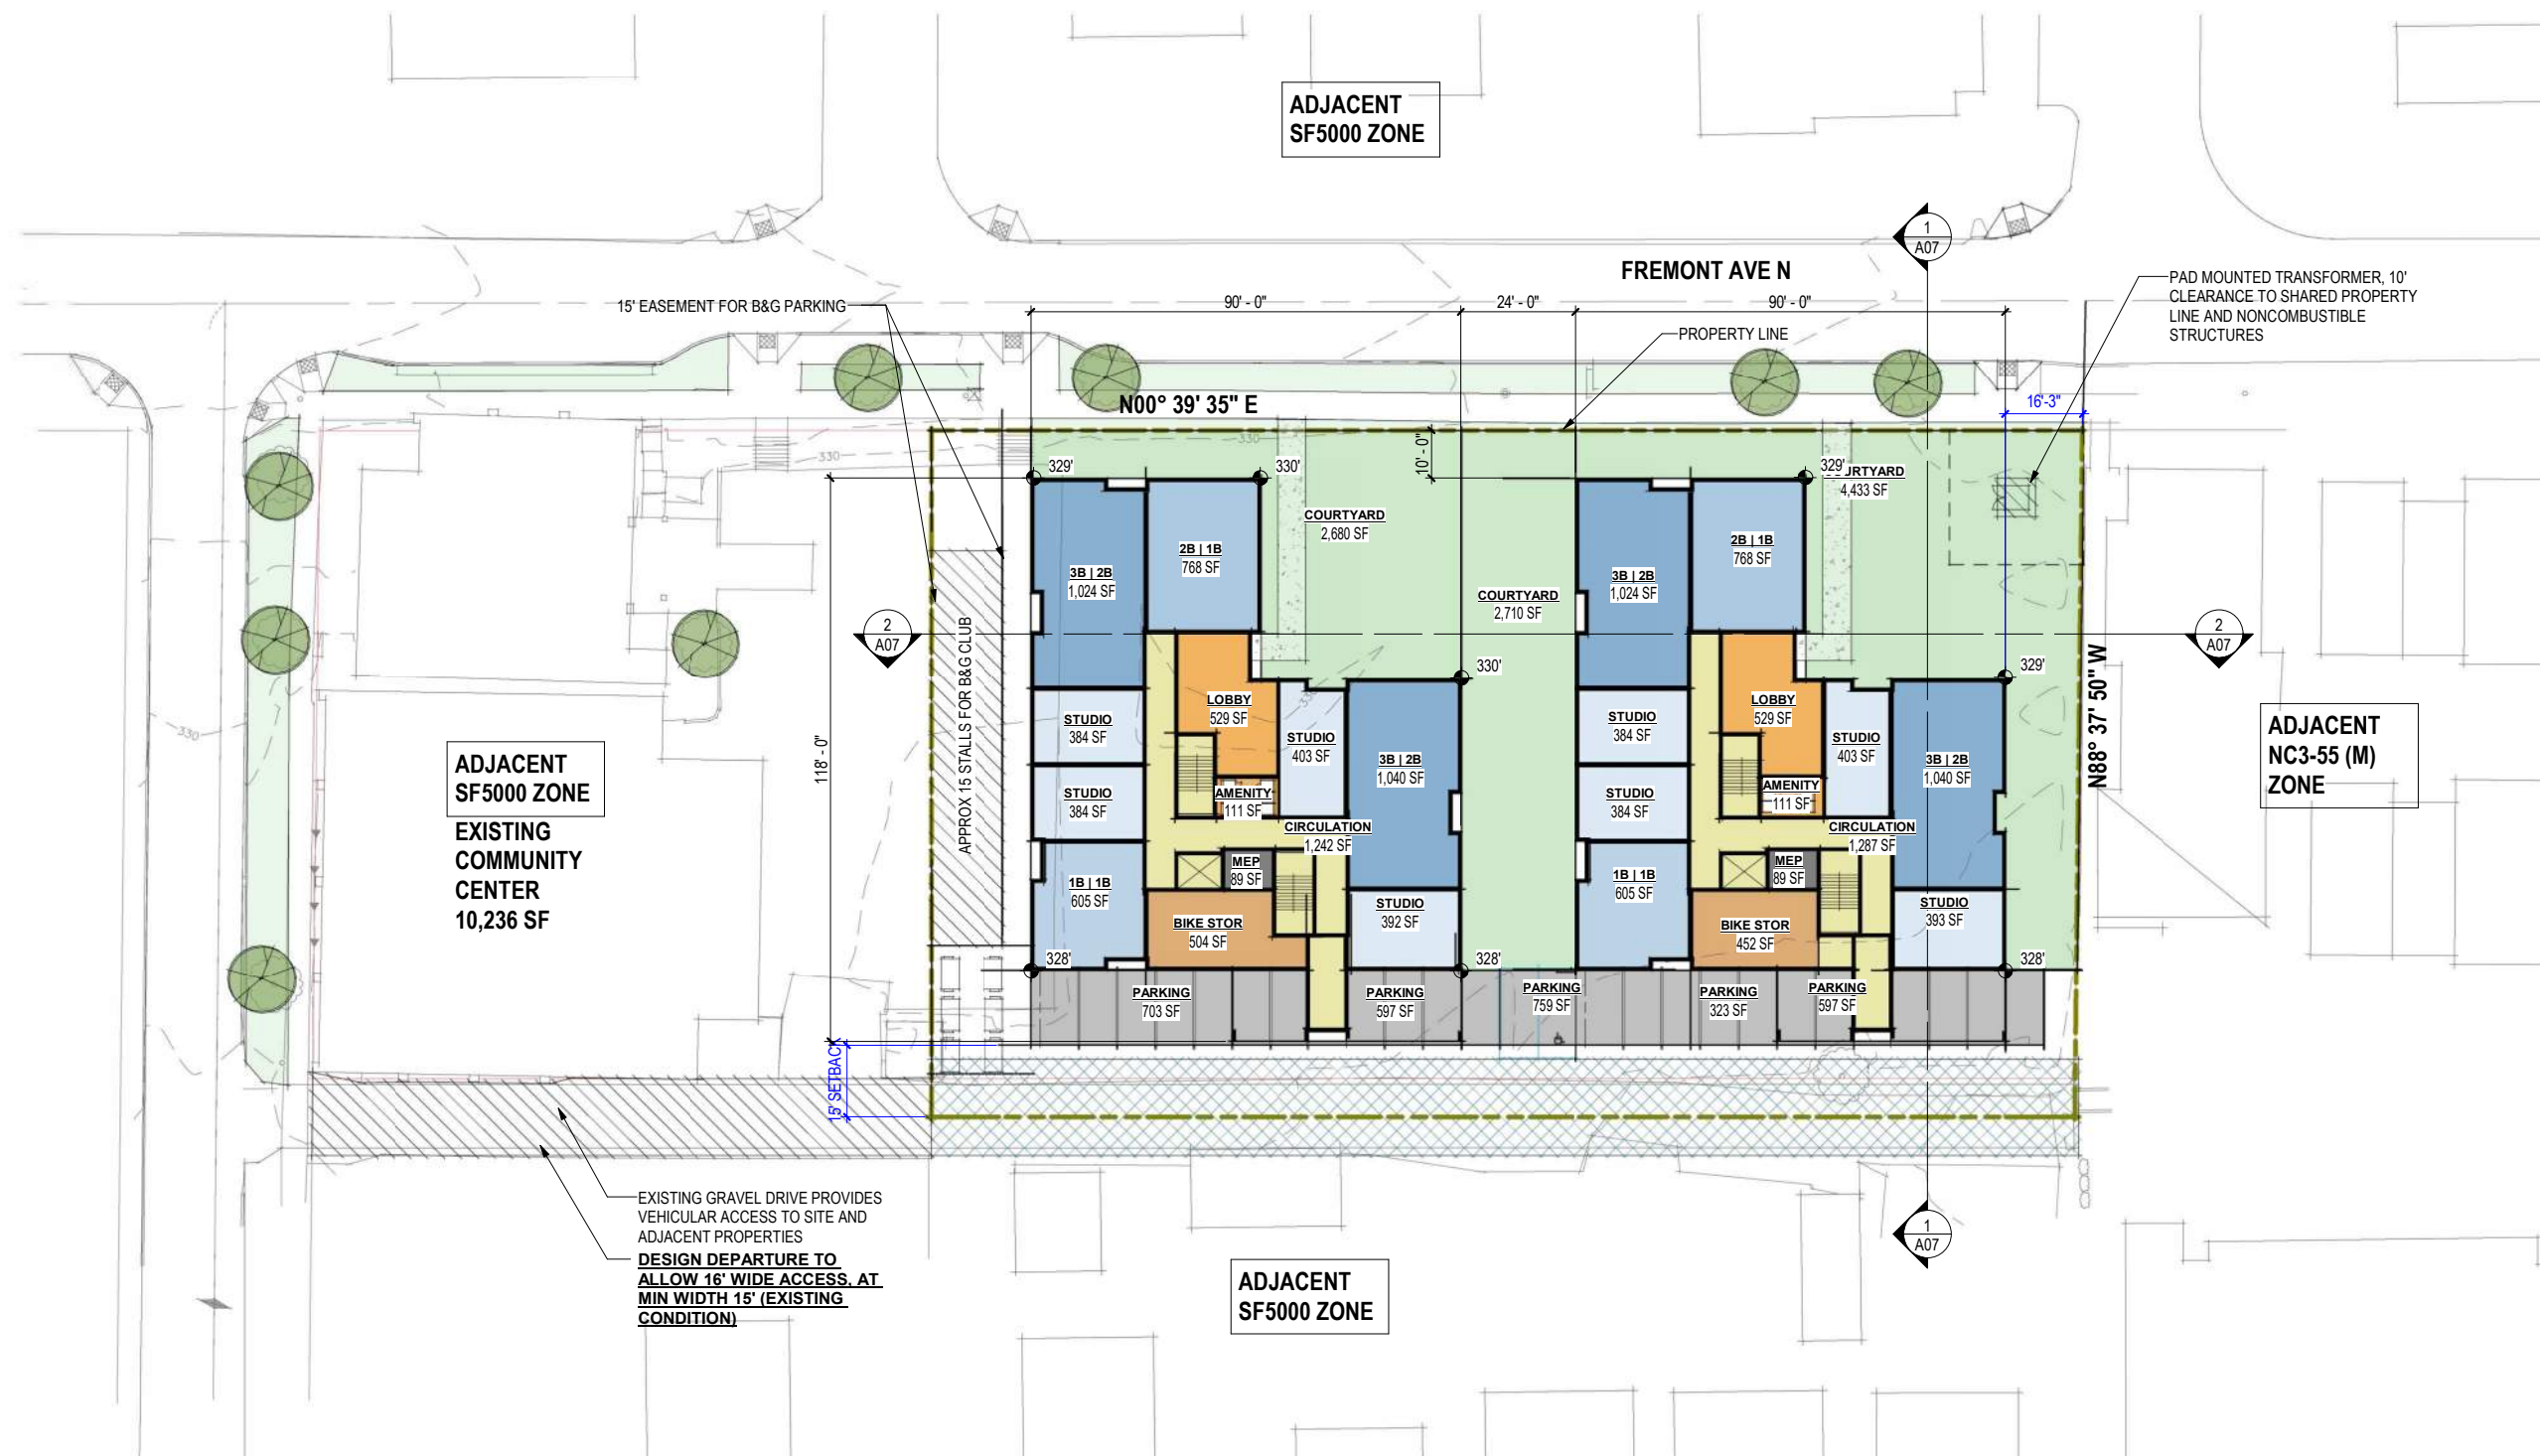 ADJACENT
SF5000 ZONE
1
A07
FREMONT AVE N
PAD MOUNTED TRANSFORMER, 10'
CLEARANCE TO SHARED PROPERTY
LINE AND NONCOMBUSTIBLE
STRUCTURES
15' EASEMENT FOR B&G PARKING
90' - 0"
24' - 0"
90' - 0"
PROPERTY LINE
N00° 39' 35" E
16'-3"
330
330
10' - 0"
329'
330'
329'
COURTYARD
2,680 SF
4,433 SF
3B | 2B
1,024 SF
2B | 1B
768 SF
COURTYARD
2,710 SF
3B | 2B
1,024 SF
2B | 1B
768 SF
2
A07
2
A07
APPROX 15 STALLS FOR B&G CLUB
118' - 0"
N88° 37' 50" W
330'
329'
330
330
LOBBY
529 SF
STUDIO
384 SF
STUDIO
403 SF
3B | 2B
1,040 SF
STUDIO
384 SF
AMENITY
111 SF
CIRCULATION
1,242 SF
MEP
89 SF
1B | 1B
605 SF
BIKE STOR
504 SF
STUDIO
392 SF
STUDIO
384 SF
LOBBY
529 SF
STUDIO
403 SF
3B | 2B
1,040 SF
STUDIO
384 SF
AMENITY
111 SF
CIRCULATION
1,287 SF
MEP
89 SF
1B | 1B
605 SF
BIKE STOR
452 SF
STUDIO
393 SF
ADJACENT
NC3-55 (M)
ZONE
ADJACENT
SF5000 ZONE
EXISTING
COMMUNITY
CENTER
10,236 SF
328'
328'
328'
PARKING
703 SF
PARKING
597 SF
PARKING
759 SF
PARKING
323 SF
PARKING
597 SF
15' SETBACK
EXISTING GRAVEL DRIVE PROVIDES
VEHICULAR ACCESS TO SITE AND
ADJACENT PROPERTIES
DESIGN DEPARTURE TO
ALLOW 16' WIDE ACCESS, AT
MIN WIDTH 15' (EXISTING
CONDITION)
1
A07
ADJACENT
SF5000 ZONE